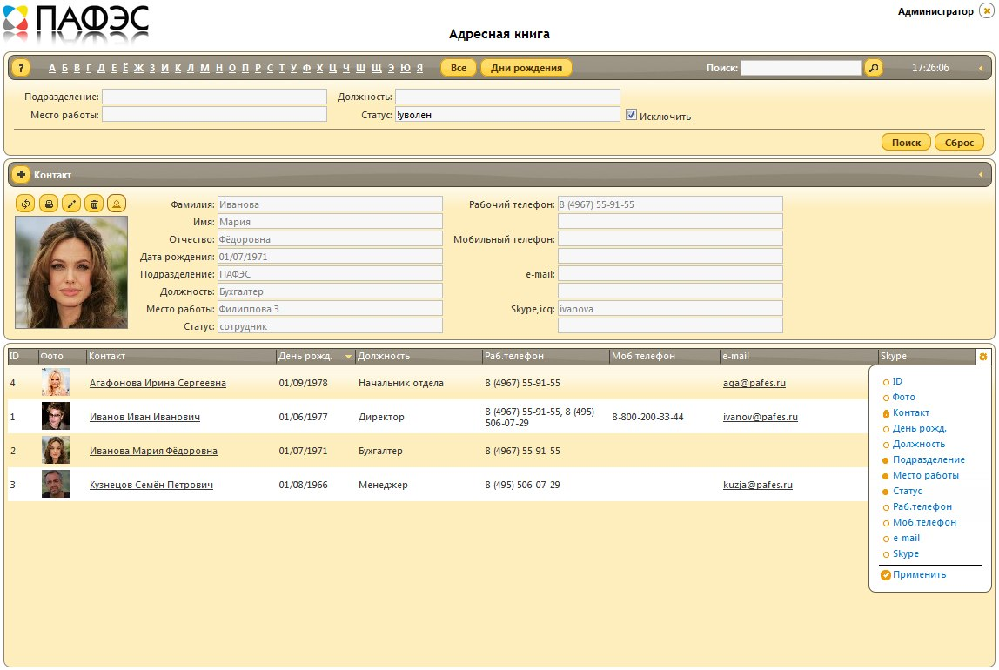 ПАФЭС
Администратор
Адресная книга
? А Б В Г Д Е Ё Ж З И К Л М Н О П Р С Т У Ф Х Ц Ч Ш Щ Э Ю Я Все Дни рождения Поиск: 17:26:06
Подразделение: Должность:
Место работы: Статус: !уволен Исключить
Поиск Сброс
Контакт
Фамилия: Иванова Рабочий телефон: 8 (4967) 55-91-55
Имя: Мария
Отчество: Фёдоровна Мобильный телефон:
Дата рождения: 01/07/1971
Подразделение: ПАФЭС e-mail:
Должность: Бухгалтер
Место работы: Филиппова 3 Skype,icq: ivanova
Статус: сотрудник
ID Фото Контакт День рожд. Должность Раб.телефон Моб.телефон e-mail Skype
4 Агафонова Ирина Сергеевна 01/09/1978 Начальник отдела 8 (4967) 55-91-55 aga@pafes.ru
1 Иванов Иван Иванович 01/06/1977 Директор 8 (4967) 55-91-55, 8 (495) 8-800-200-33-44 ivanov@pafes.ru
506-07-29
2 Иванова Мария Фёдоровна 01/07/1971 Бухгалтер 8 (4967) 55-91-55
3 Кузнецов Семён Петрович 01/08/1966 Менеджер 8 (495) 506-07-29 kuzja@pafes.ru
ID
Фото
Контакт
День рожд.
Должность
Подразделение
Место работы
Статус
Раб.телефон
Моб.телефон
e-mail
Skype
Применить